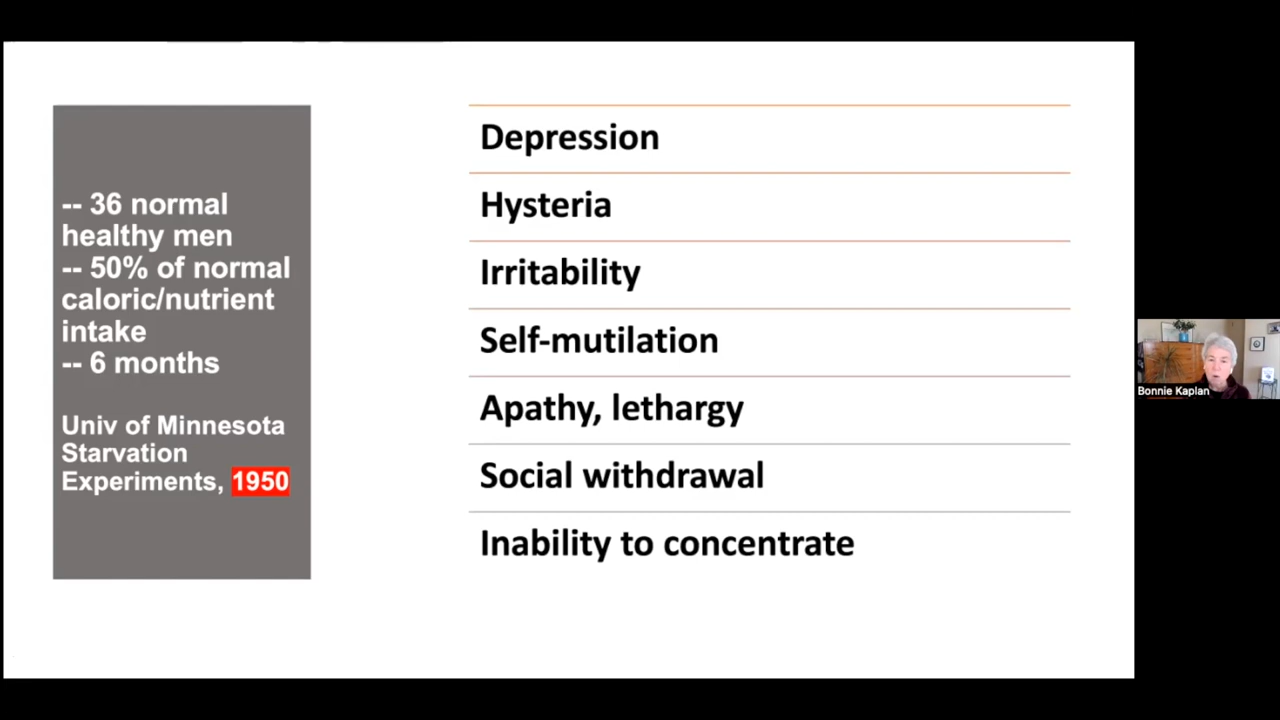 -- 36 normal
healthy men
-- 50% of normal
caloric/nutrient
intake
-- 6 months
Univ of Minnesota
Starvation
Experiments, 1950
Depression
Hysteria
Irritability
Self-mutilation
Apathy, lethargy
Social withdrawal
Inability to concentrate
Bonnie Kaplan